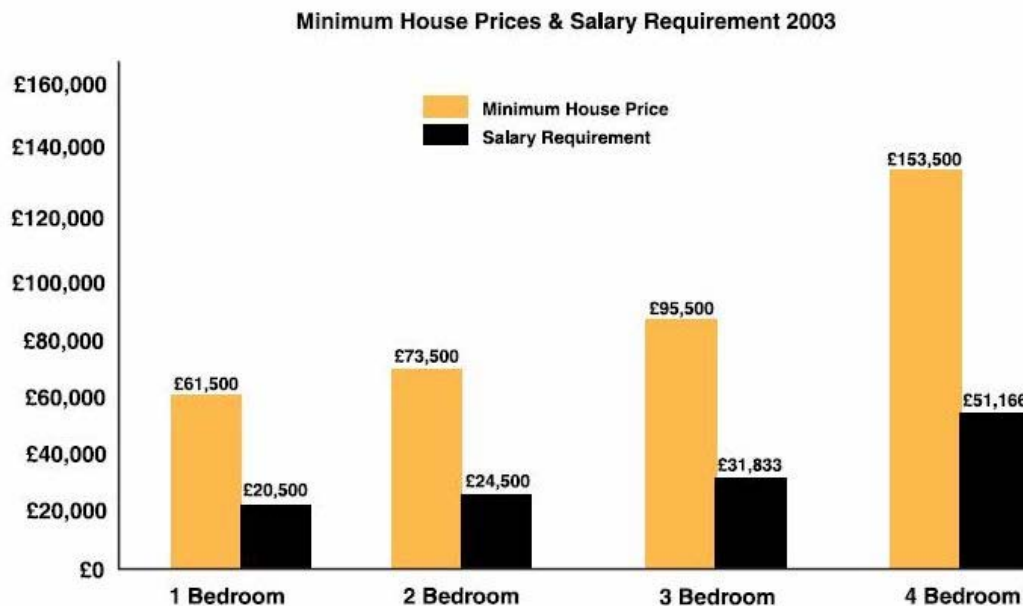 Minimum House Prices & Salary Requirement 2003
£160,000
£140,000
£120,000
£100,000
£80,000
£60,000
£40,000
£20,000
£0
Minimum House Price
Salary Requirement
£61,500
£20,500
£73,500
£24,500
£95,500
£31,833
£153,500
£51,166
1 Bedroom
2 Bedroom
3 Bedroom
4 Bedroom